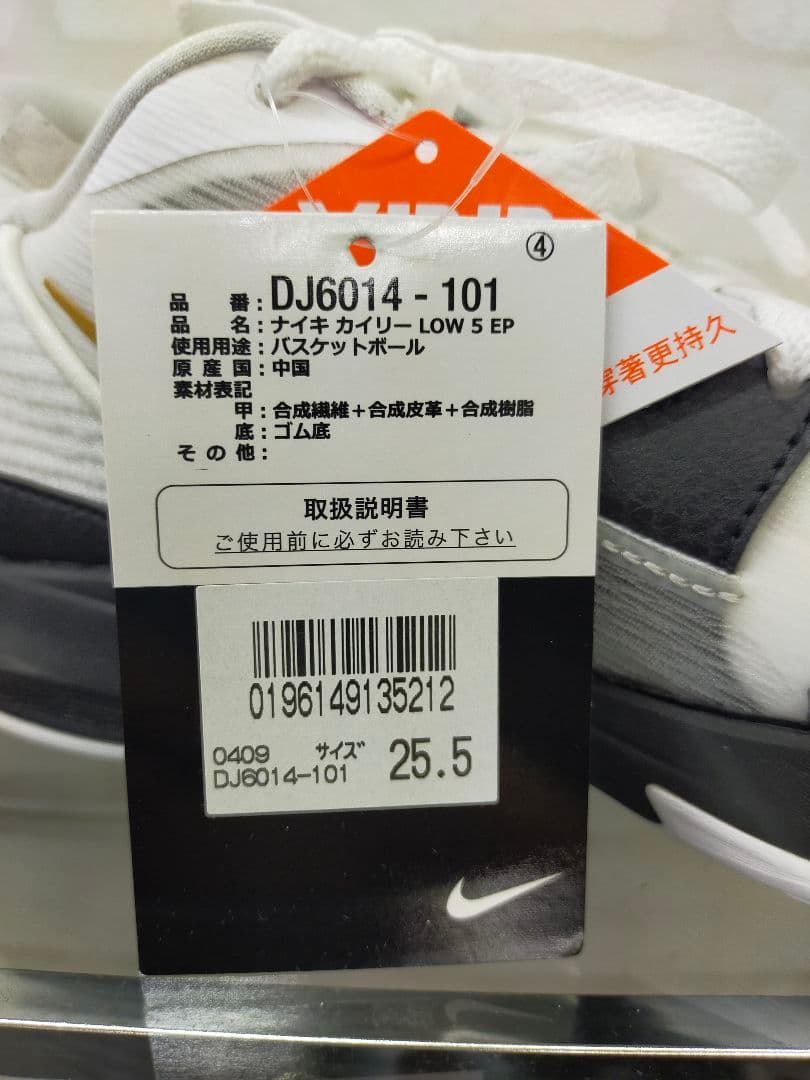 ④
品 番：DJ6014 - 101
品 名：ナイキ カイリー LOW 5 EP
使用用途：バスケットボール
原 産 国：中国
素材表記
甲：合成繊維＋合成皮革＋合成樹脂
底：ゴム底
そ の 他：
取扱説明書
ご使用前に必ずお読み下さい
0196149135212
0409 サイズ 25.5
DJ6014-101
著更持久